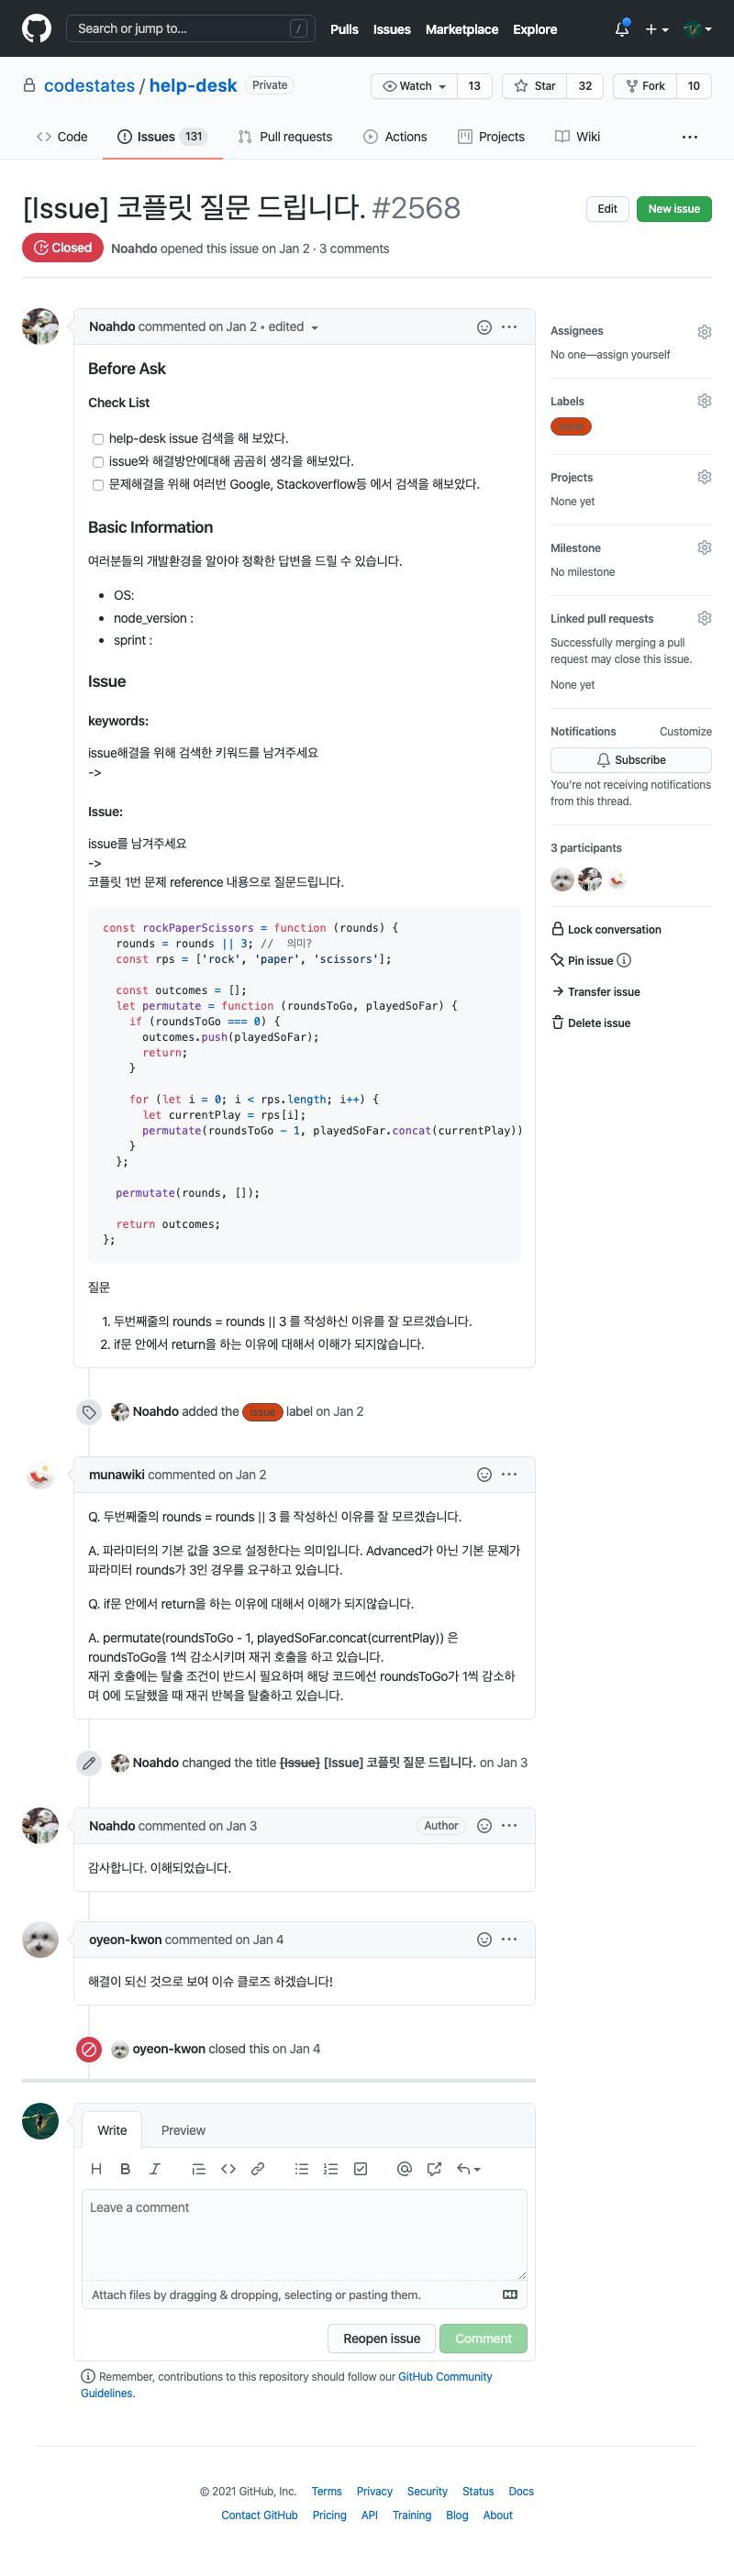 Search or jump to...
/
Pulls Issues Marketplace Explore
codestates / help-desk Private
Watch 13
Star 32
Fork 10
Code
Issues 131
Pull requests
Actions
Projects
Wiki
[Issue] 코플릿 질문 드립니다. #2568
Edit
New issue
Closed
Noahdo opened this issue on Jan 2 · 3 comments
Noahdo commented on Jan 2 • edited
Before Ask
Check List
help-desk issue 검색을 해 보았다.
issue와 해결방안에대해 곰곰히 생각을 해보았다.
문제해결을 위해 여러번 Google, Stackoverflow등 에서 검색을 해보았다.
Basic Information
여러분들의 개발환경을 알아야 정확한 답변을 드릴 수 있습니다.
• OS:
• node_version :
• sprint :
Issue
keywords:
issue해결을 위해 검색한 키워드를 남겨주세요
->
Issue:
issue를 남겨주세요
->
코플릿 1번 문제 reference 내용으로 질문드립니다.
const rockPaperScissors = function (rounds) {
rounds = rounds || 3; // 의미?
const rps = ['rock', 'paper', 'scissors'];
const outcomes = [];
let permutate = function (roundsToGo, playedSoFar) {
if (roundsToGo === 0) {
outcomes.push(playedSoFar);
return;
}
for (let i = 0; i < rps.length; i++) {
let currentPlay = rps[i];
permutate(roundsToGo - 1, playedSoFar.concat(currentPlay))
}
};
permutate(rounds, []);
return outcomes;
};
질문
1. 두번째줄의 rounds = rounds || 3 를 작성하신 이유를 잘 모르겠습니다.
2. if문 안에서 return을 하는 이유에 대해서 이해가 되지않습니다.
Noahdo added the issue label on Jan 2
munawiki commented on Jan 2
Q. 두번째줄의 rounds = rounds || 3 를 작성하신 이유를 잘 모르겠습니다.
A. 파라미터의 기본 값을 3으로 설정한다는 의미입니다. Advanced가 아닌 기본 문제가
파라미터 rounds가 3인 경우를 요구하고 있습니다.
Q. if문 안에서 return을 하는 이유에 대해서 이해가 되지않습니다.
A. permutate(roundsToGo - 1, playedSoFar.concat(currentPlay)) 은
roundsToGo을 1씩 감소시키며 재귀 호출을 하고 있습니다.
재귀 호출에는 탈출 조건이 반드시 필요하며 해당 코드에선 roundsToGo가 1씩 감소하
며 0에 도달했을 때 재귀 반복을 탈출하고 있습니다.
Noahdo changed the title [Issue] [Issue] 코플릿 질문 드립니다. on Jan 3
Noahdo commented on Jan 3
Author
감사합니다. 이해되었습니다.
oyeon-kwon commented on Jan 4
해결이 되신 것으로 보여 이슈 클로즈 하겠습니다!
oyeon-kwon closed this on Jan 4
Write
Preview
Leave a comment
Attach files by dragging & dropping, selecting or pasting them.
Reopen issue
Comment
Remember, contributions to this repository should follow our GitHub Community
Guidelines.
Assignees
No one—assign yourself
Labels
issue
Projects
None yet
Milestone
No milestone
Linked pull requests
Successfully merging a pull
request may close this issue.
None yet
Notifications
Customize
Subscribe
You're not receiving notifications
from this thread.
3 participants
Lock conversation
Pin issue
Transfer issue
Delete issue
© 2021 GitHub, Inc. Terms Privacy Security Status Docs
Contact GitHub Pricing API Training Blog About